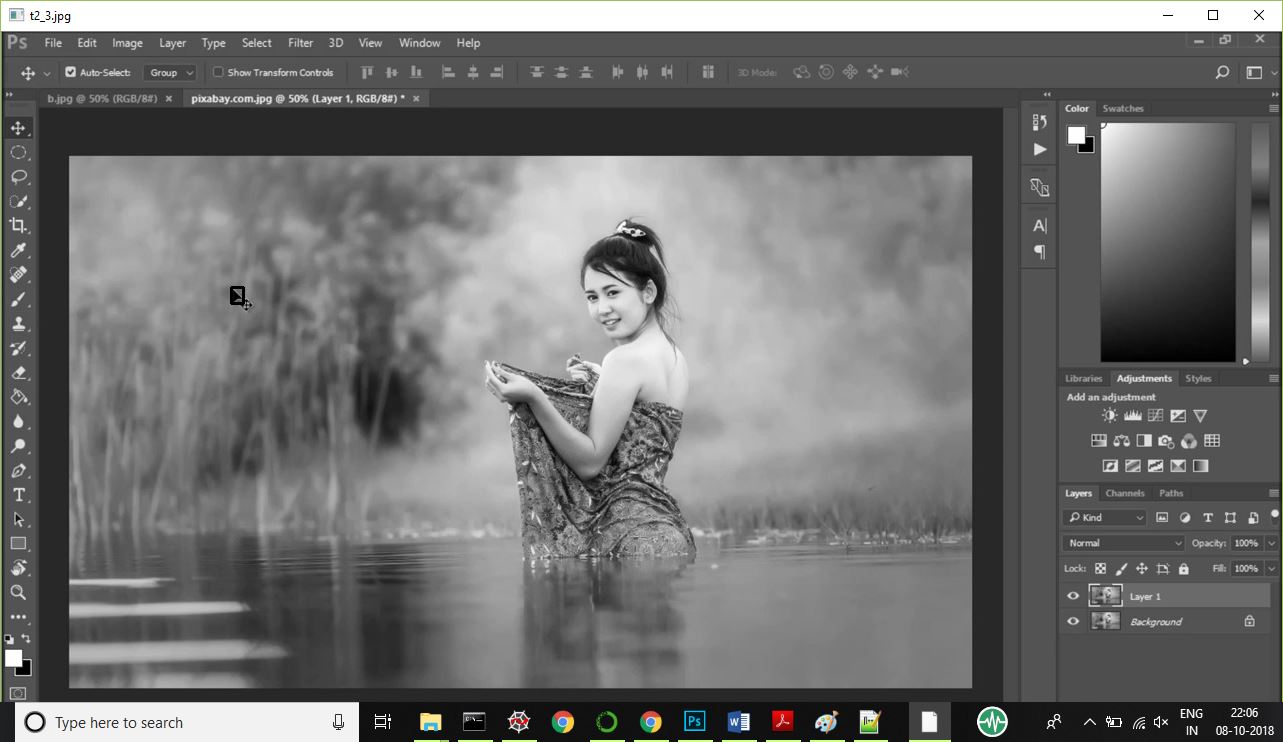 t2_3.jpg
Ps File Edit Image Layer Type Select Filter 3D View Window Help
Auto-Select: Group Show Transform Controls 3D Mode:
b.jpg @ 50% (RGB/8#) × pixabay.com.jpg @ 50% (Layer 1, RGB/8#) * ×
Color Swatches
Libraries Adjustments Styles
Add an adjustment
Layers Channels Paths
Kind
Normal Opacity: 100%
Lock: Fill: 100%
Layer 1
Background
Type here to search
Ps
ENG
IN
22:06
08-10-2018